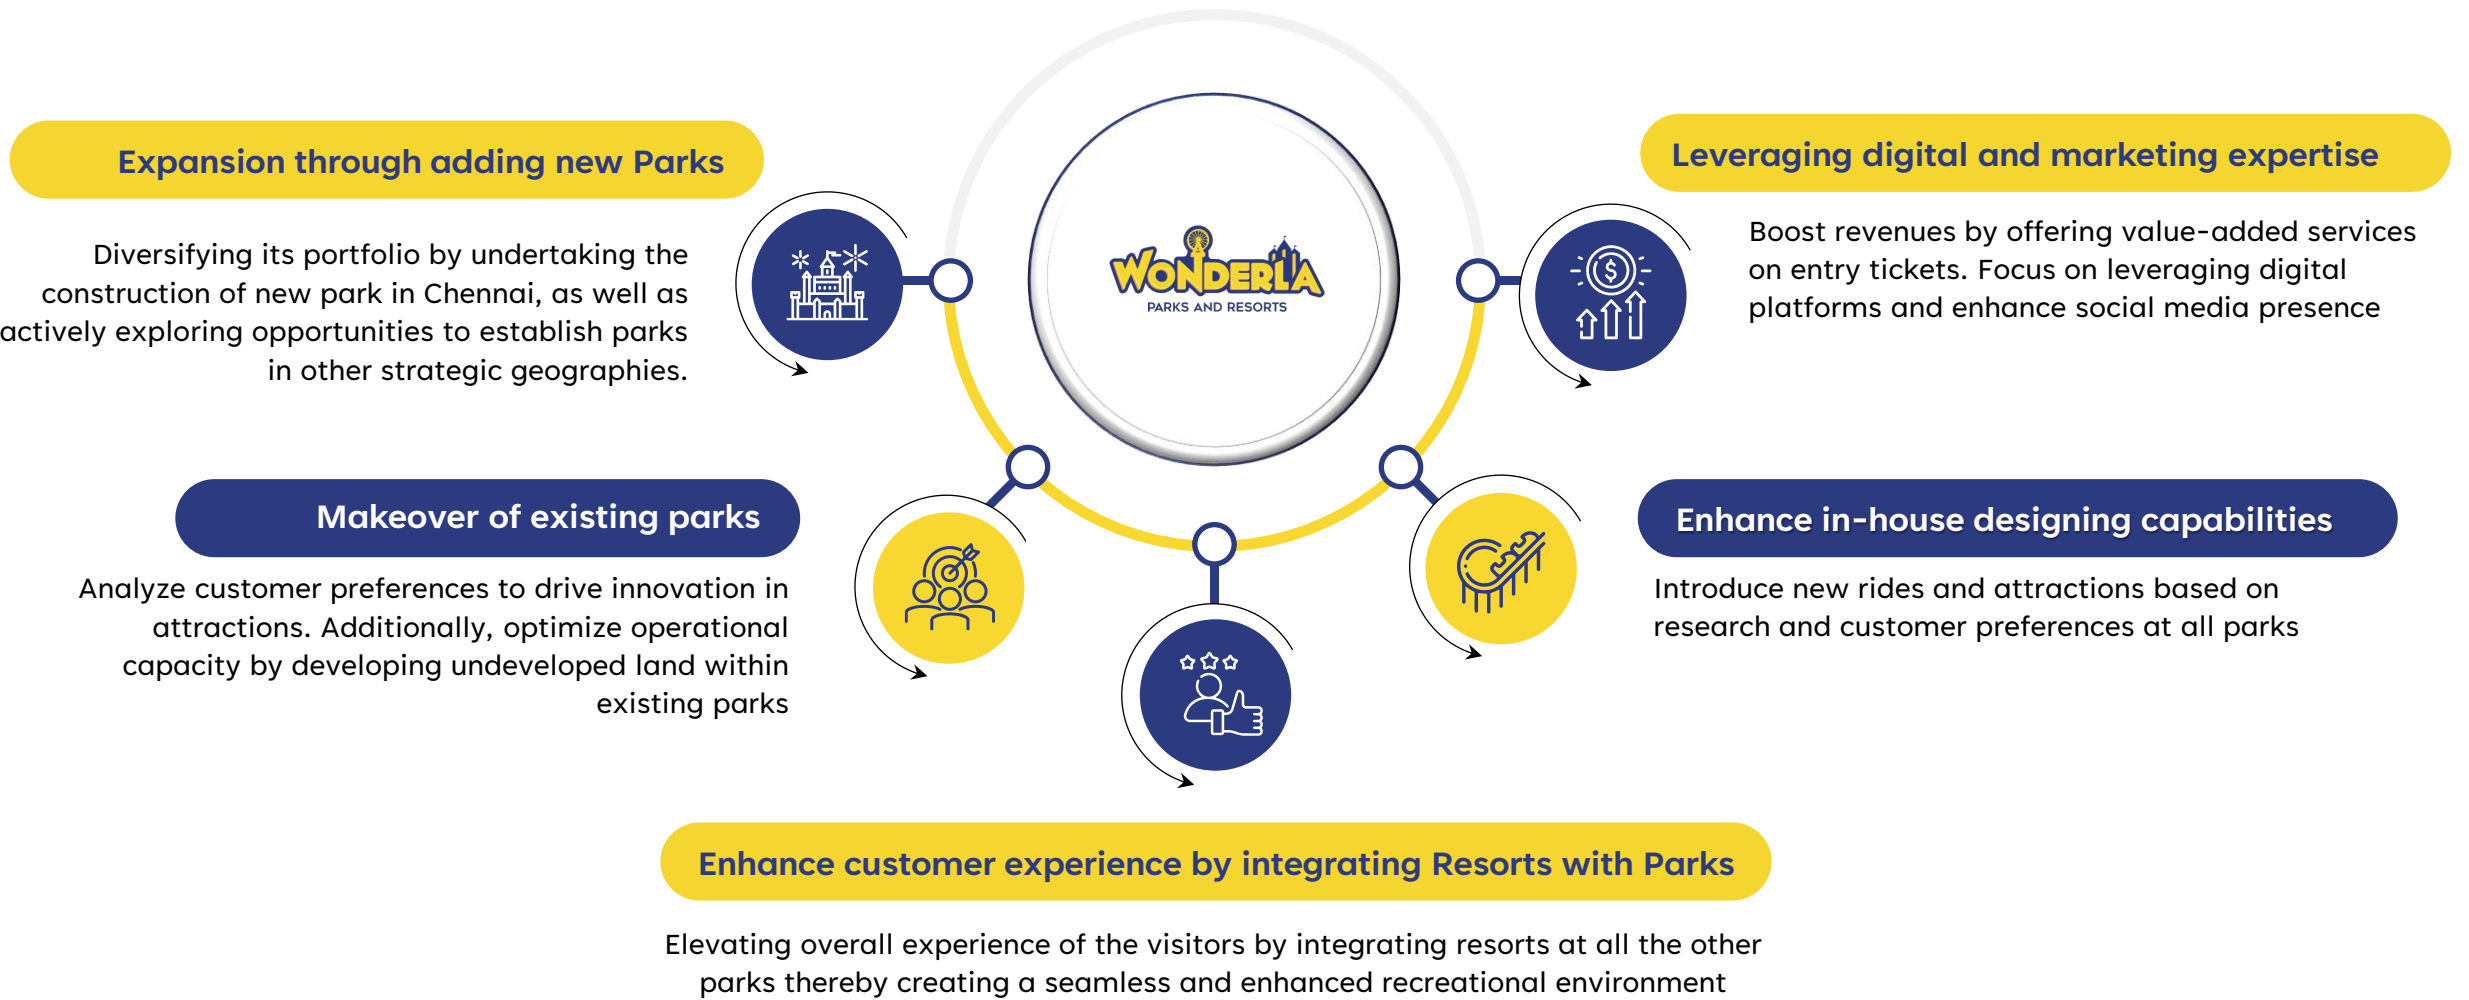 Expansion through adding new Parks
Diversifying its portfolio by undertaking the
construction of new park in Chennai, as well as
actively exploring opportunities to establish parks
in other strategic geographies.
Makeover of existing parks
Analyze customer preferences to drive innovation in
attractions. Additionally, optimize operational
capacity by developing undeveloped land within
existing parks
WONDERLA
PARKS AND RESORTS
$
Leveraging digital and marketing expertise
Boost revenues by offering value-added services
on entry tickets. Focus on leveraging digital
platforms and enhance social media presence
Enhance in-house designing capabilities
Introduce new rides and attractions based on
research and customer preferences at all parks
Enhance customer experience by integrating Resorts with Parks
Elevating overall experience of the visitors by integrating resorts at all the other
parks thereby creating a seamless and enhanced recreational environment